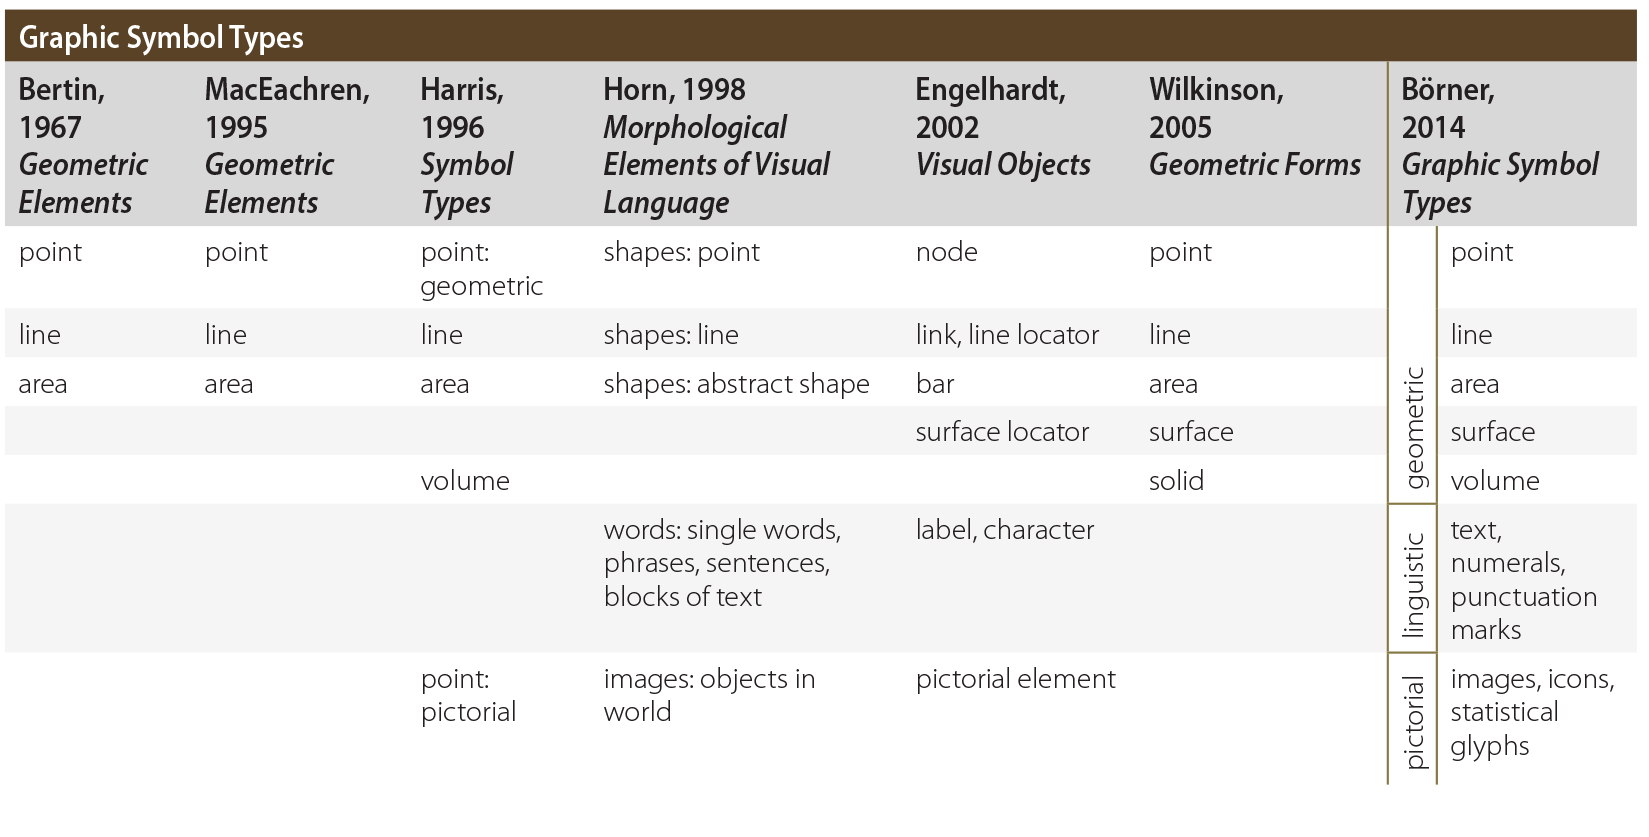 Graphic Symbol Types
Bertin, 1967 Geometric Elements
MacEachren, 1995 Geometric Elements
Harris, 1996 Symbol Types
Horn, 1998 Morphological Elements of Visual Language
Engelhardt, 2002 Visual Objects
Wilkinson, 2005 Geometric Forms
Börner, 2014 Graphic Symbol Types
geometric
point point point: geometric shapes: point node point point
line line line shapes: line link, line locator line line
area area area shapes: abstract shape bar area area
surface locator surface surface
volume solid volume
linguistic
words: single words, phrases, sentences, blocks of text label, character text, numerals, punctuation marks
pictorial
point: pictorial images: objects in world pictorial element images, icons, statistical glyphs